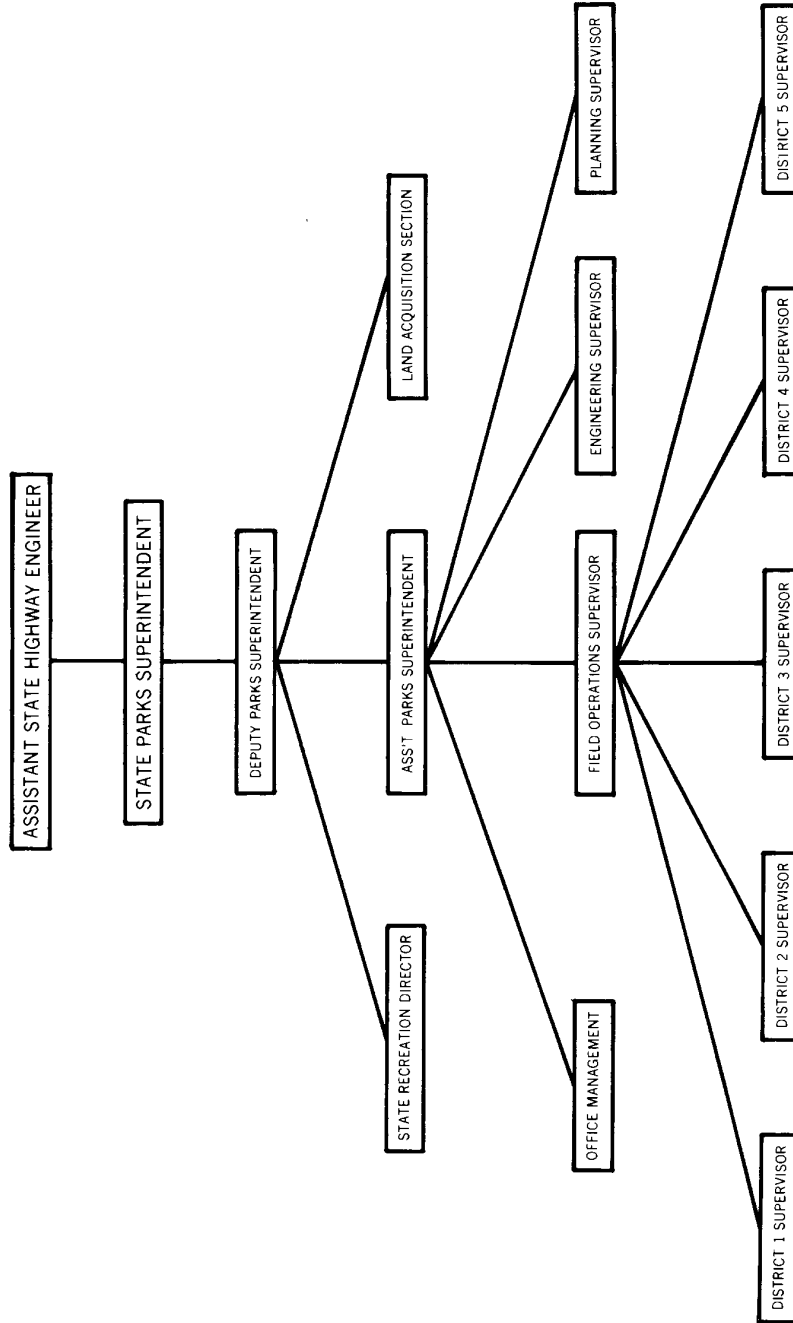 ASSISTANT STATE HIGHWAY ENGINEER
STATE PARKS SUPERINTENDENT
DEPUTY PARKS SUPERINTENDENT
STATE RECREATION DIRECTOR
ASS'T PARKS SUPERINTENDENT
LAND ACQUISITION SECTION
OFFICE MANAGEMENT
FIELD OPERATIONS SUPERVISOR
ENGINEERING SUPERVISOR
PLANNING SUPERVISOR
DISTRICT 1 SUPERVISOR
DISTRICT 2 SUPERVISOR
DISTRICT 3 SUPERVISOR
DISTRICT 4 SUPERVISOR
DISTRICT 5 SUPERVISOR